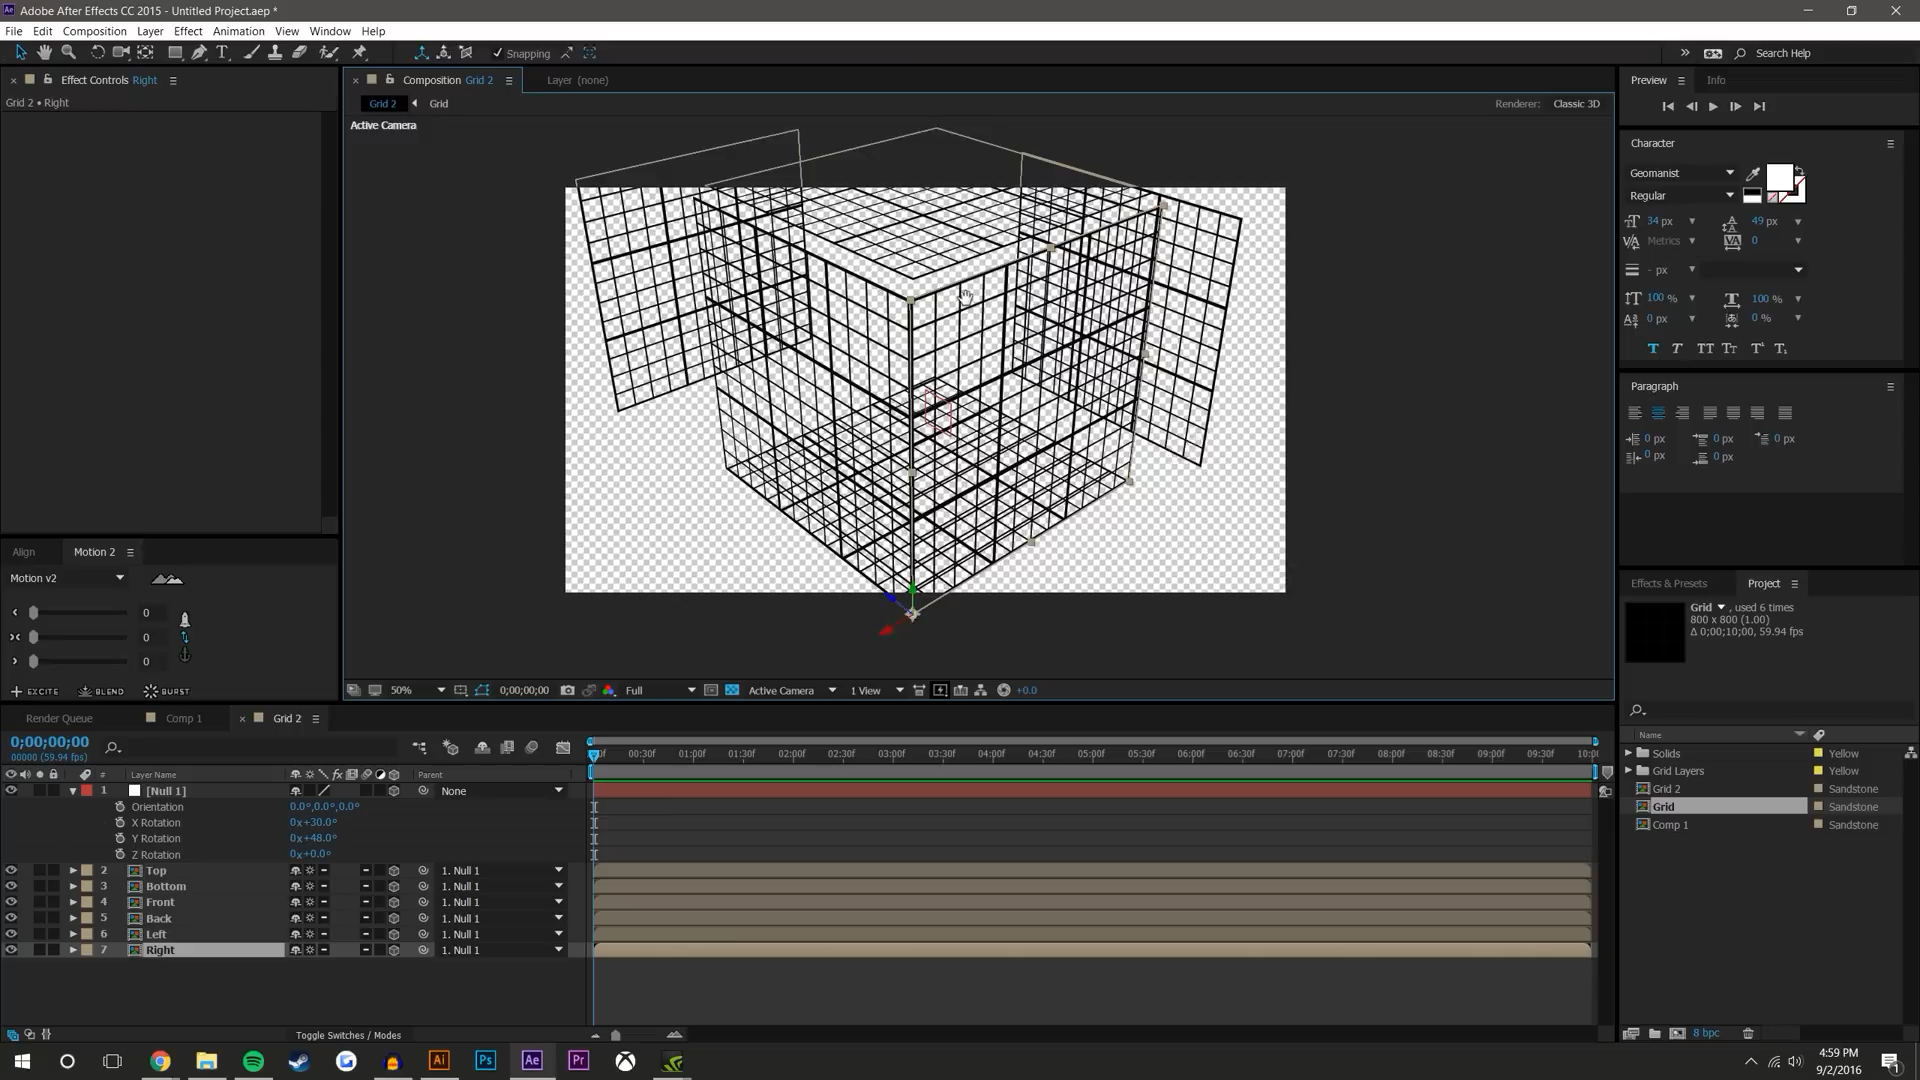 Adobe After Effects CC 2015 - Untitled Project.aep *
File Edit Composition Layer Effect Animation View Window Help
Snapping
Search Help
Effect Controls Right
Composition Grid 2
Layer (none)
Preview
Info
Grid 2 • Right
Grid 2
Grid
Renderer: Classic 3D
Active Camera
Character
Geomanist
Regular
34 px
49 px
Metrics
0
- px
100 %
100 %
0 px
0 %
Paragraph
0 px
0 px
0 px
0 px
0 px
Align
Motion 2
Motion v2
0
0
0
EXCITE
BLEND
BURST
50%
0;00;00;00
Full
Active Camera
1 View
+0.0
Effects & Presets
Project
Grid , used 6 times
800 x 800 (1.00)
Δ 0;00;10;00, 59.94 fps
Render Queue
Comp 1
Grid 2
0;00;00;00
00000 (59.94 fps)
00:30f 01:00f 01:30f 02:00f 02:30f 03:00f 03:30f 04:00f 04:30f 05:00f 05:30f 06:00f 06:30f 07:00f 07:30f 08:00f 08:30f 09:00f 09:30f
# Layer Name Parent
1 [Null 1] None
Orientation 0.0°,0.0°,0.0°
X Rotation 0x+30.0°
Y Rotation 0x+48.0°
Z Rotation 0x+0.0°
2 Top 1. Null 1
3 Bottom 1. Null 1
4 Front 1. Null 1
5 Back 1. Null 1
6 Left 1. Null 1
7 Right 1. Null 1
Toggle Switches / Modes
Name
Solids Yellow
Grid Layers Yellow
Grid 2 Sandstone
Grid Sandstone
Comp 1 Sandstone
8 bpc
4:59 PM
9/2/2016